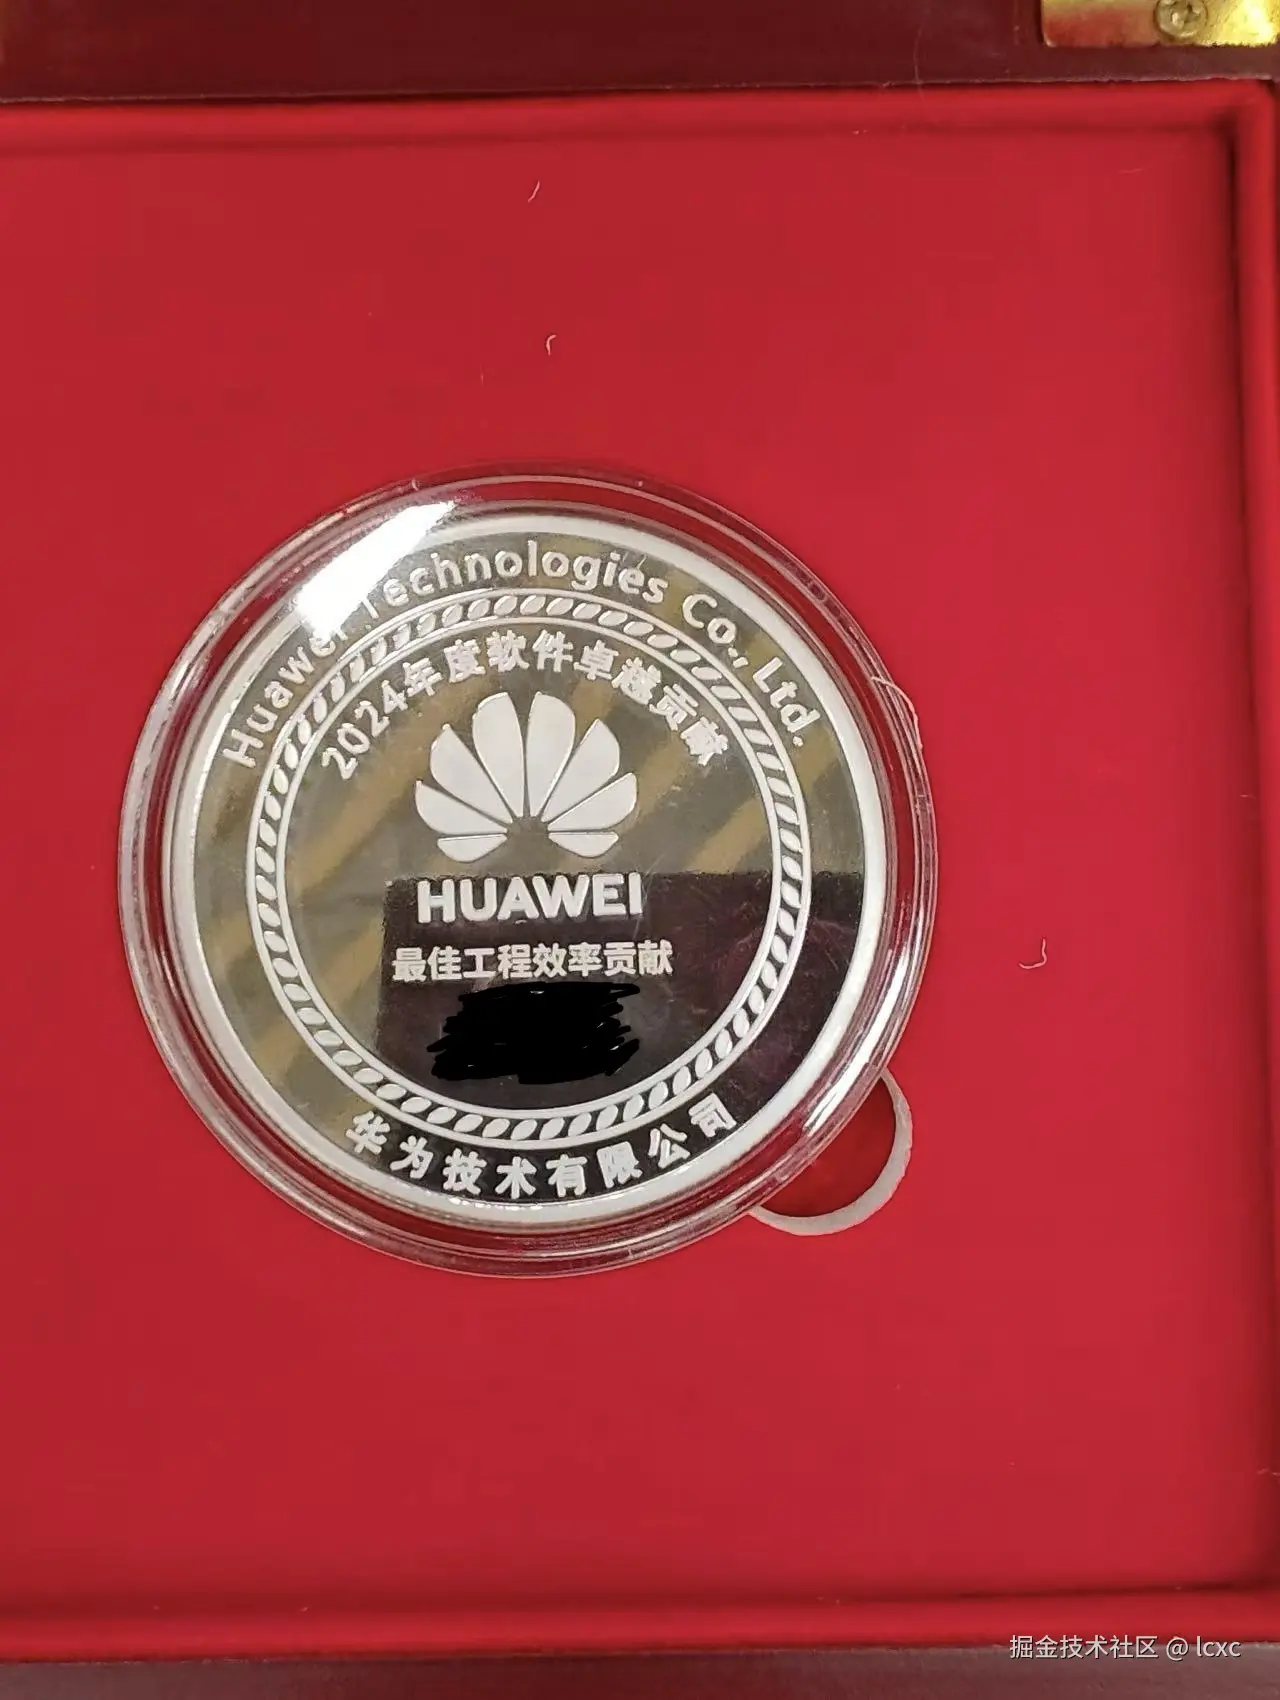 Huawei Technologies Co., Ltd.
2024年度软件卓越贡献
HUAWEI
最佳工程效率贡献
华为技术有限公司
掘金技术社区 @ lcxc